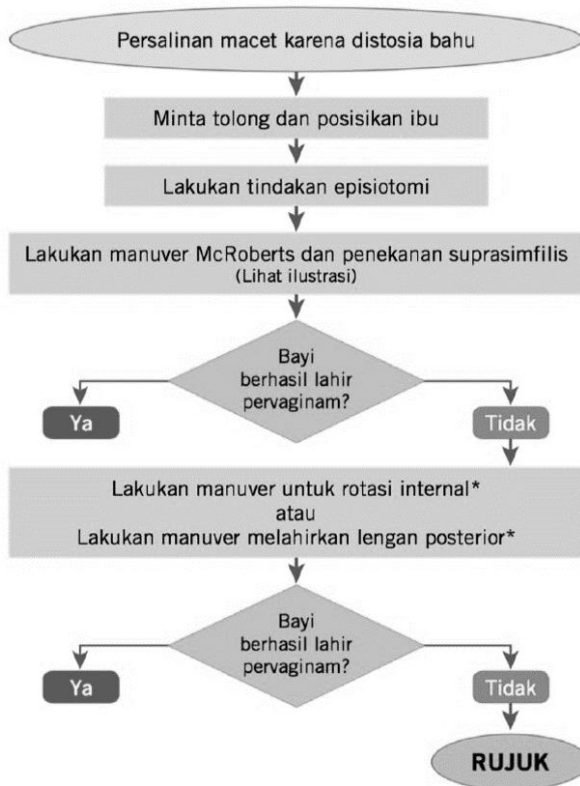 Persalinan macet karena distosia bahu
Minta tolong dan posisikan ibu
Lakukan tindakan episiotomi
Lakukan manuver McRoberts dan penekanan suprasimfilis
(Lihat ilustrasi)
Bayi
berhasil lahir
pervaginam?
Ya
Tidak
Lakukan manuver untuk rotasi internal*
atau
Lakukan manuver melahirkan lengan posterior*
Bayi
berhasil lahir
pervaginam?
Ya
Tidak
RUJUK